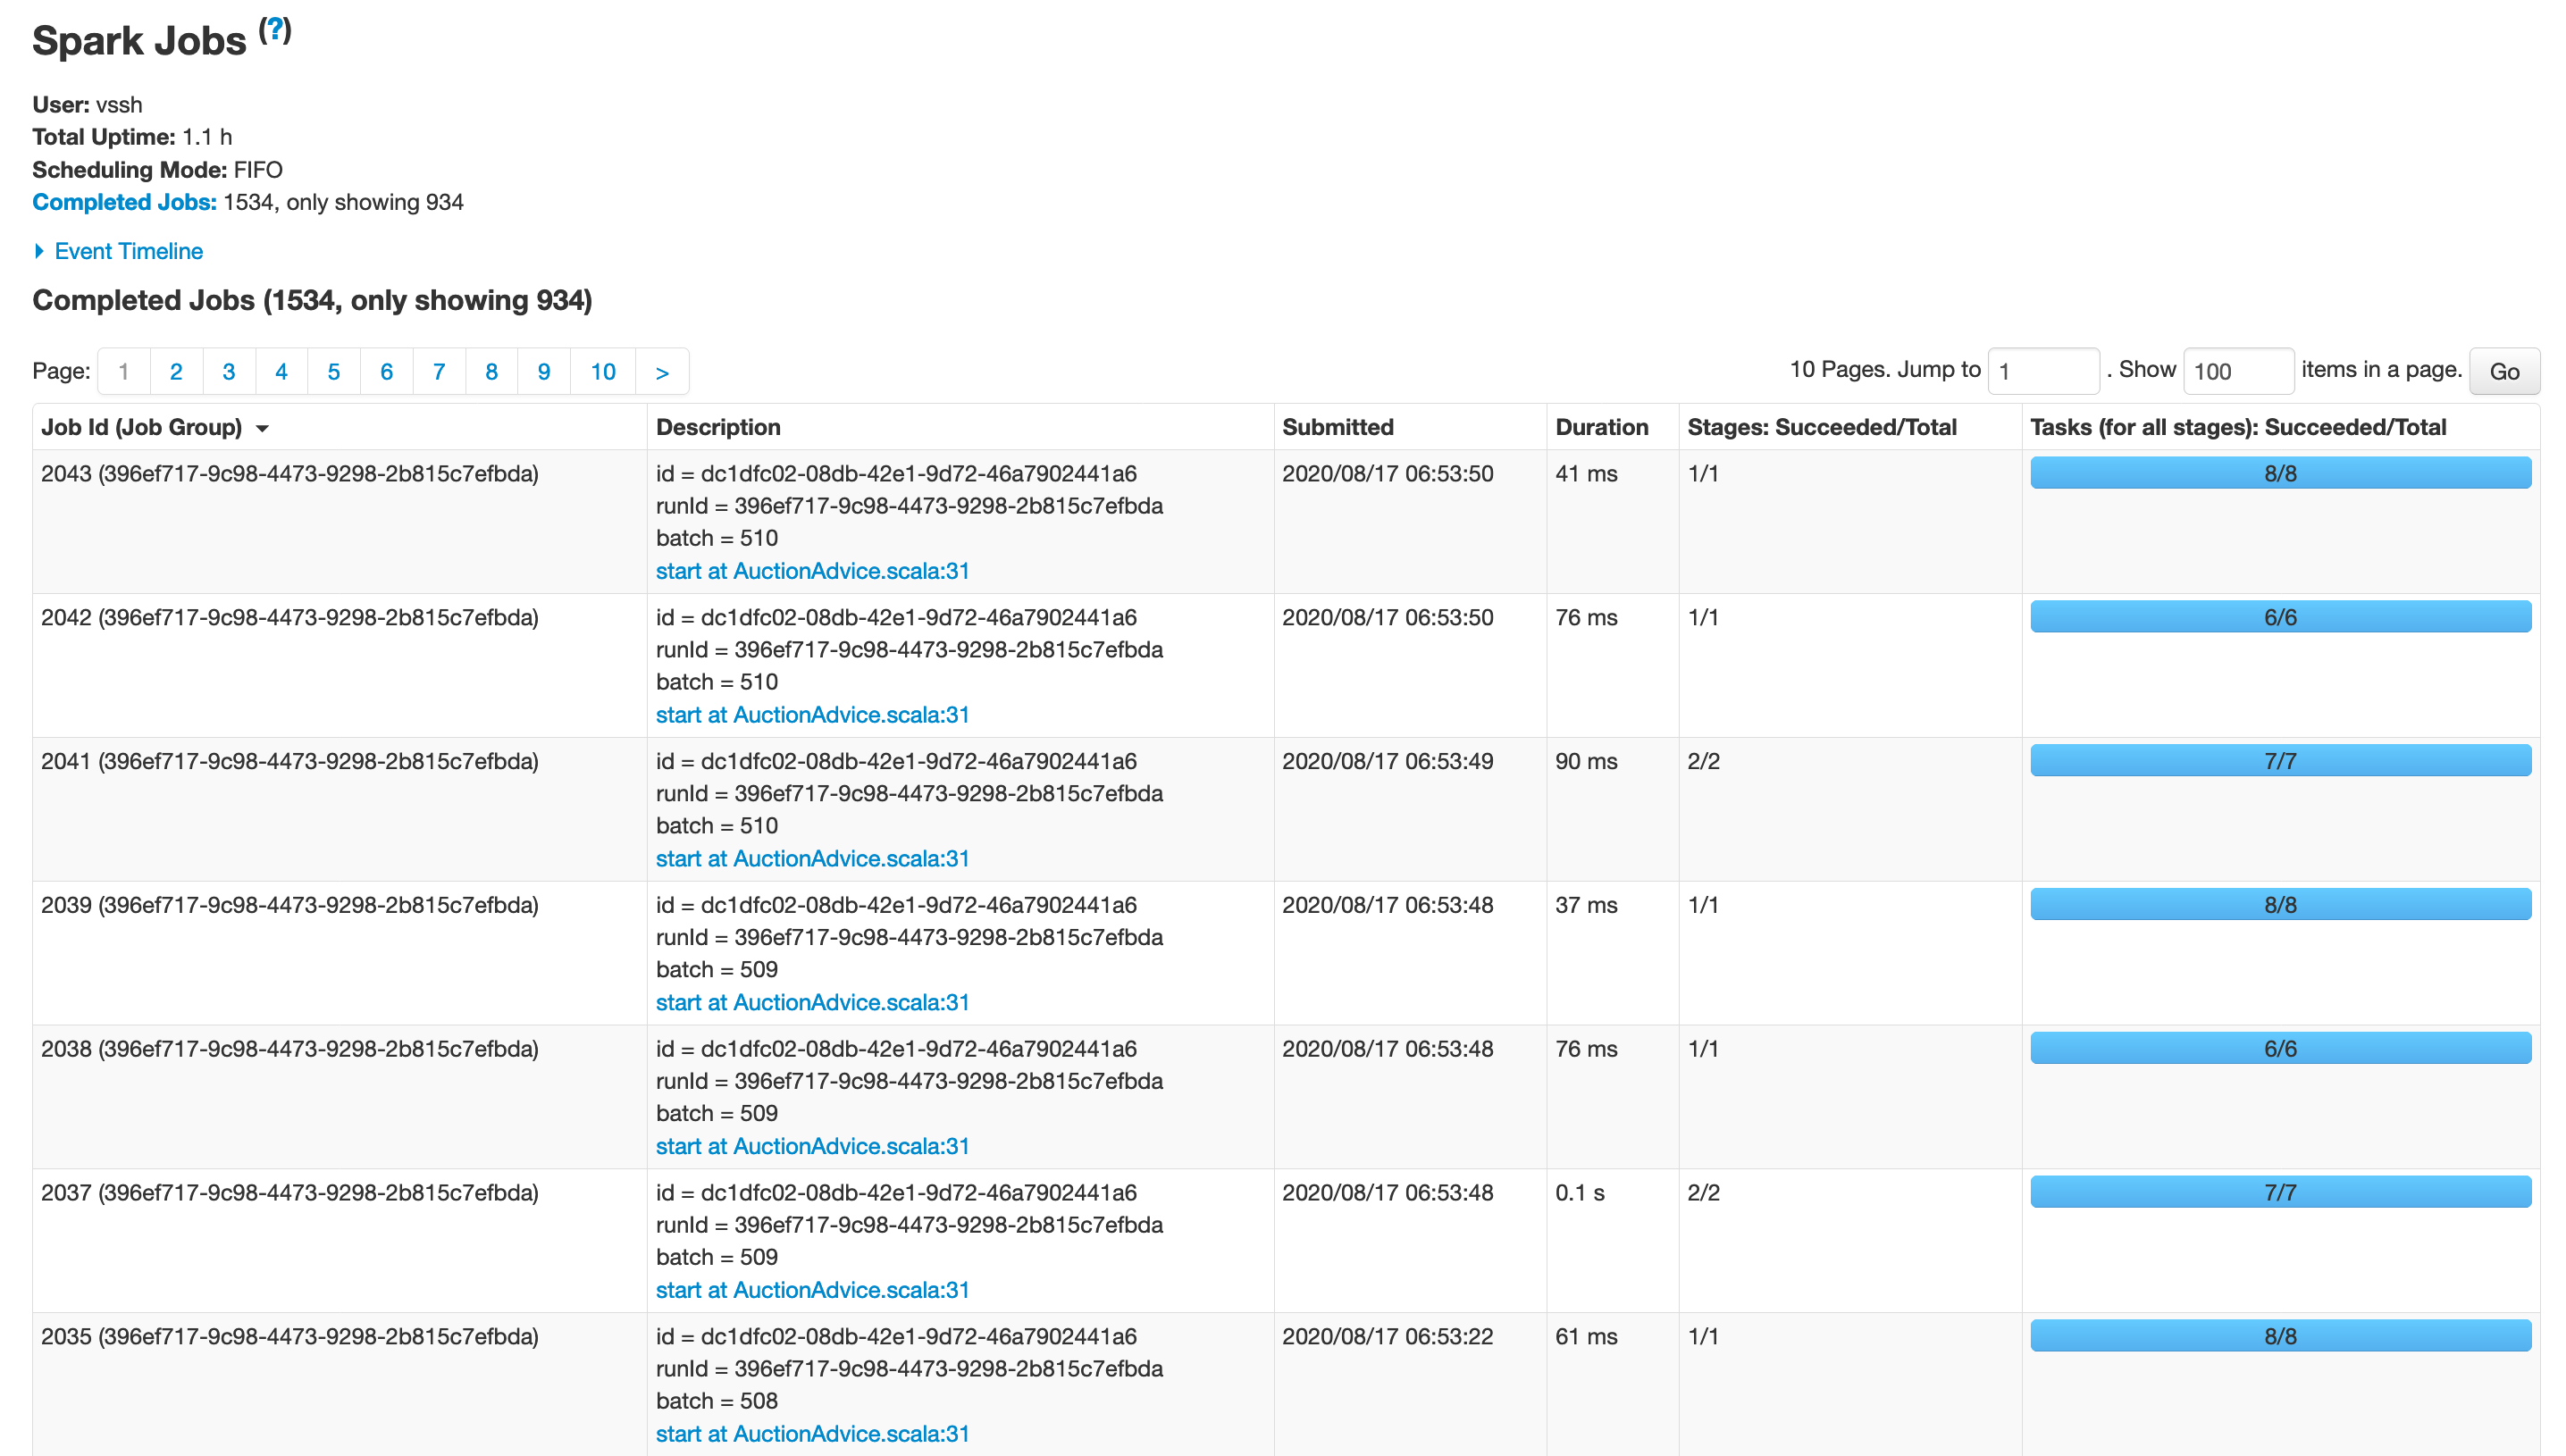 Spark Jobs (?)
User: vssh
Total Uptime: 1.1 h
Scheduling Mode: FIFO
Completed Jobs: 1534, only showing 934
Event Timeline
Completed Jobs (1534, only showing 934)
Page: 1 2 3 4 5 6 7 8 9 10 > 10 Pages. Jump to 1 . Show 100 items in a page. Go
Job Id (Job Group) Description Submitted Duration Stages: Succeeded/Total Tasks (for all stages): Succeeded/Total
2043 (396ef717-9c98-4473-9298-2b815c7efbda) id = dc1dfc02-08db-42e1-9d72-46a7902441a6 2020/08/17 06:53:50 41 ms 1/1 8/8
runId = 396ef717-9c98-4473-9298-2b815c7efbda
batch = 510
start at AuctionAdvice.scala:31
2042 (396ef717-9c98-4473-9298-2b815c7efbda) id = dc1dfc02-08db-42e1-9d72-46a7902441a6 2020/08/17 06:53:50 76 ms 1/1 6/6
runId = 396ef717-9c98-4473-9298-2b815c7efbda
batch = 510
start at AuctionAdvice.scala:31
2041 (396ef717-9c98-4473-9298-2b815c7efbda) id = dc1dfc02-08db-42e1-9d72-46a7902441a6 2020/08/17 06:53:49 90 ms 2/2 7/7
runId = 396ef717-9c98-4473-9298-2b815c7efbda
batch = 510
start at AuctionAdvice.scala:31
2039 (396ef717-9c98-4473-9298-2b815c7efbda) id = dc1dfc02-08db-42e1-9d72-46a7902441a6 2020/08/17 06:53:48 37 ms 1/1 8/8
runId = 396ef717-9c98-4473-9298-2b815c7efbda
batch = 509
start at AuctionAdvice.scala:31
2038 (396ef717-9c98-4473-9298-2b815c7efbda) id = dc1dfc02-08db-42e1-9d72-46a7902441a6 2020/08/17 06:53:48 76 ms 1/1 6/6
runId = 396ef717-9c98-4473-9298-2b815c7efbda
batch = 509
start at AuctionAdvice.scala:31
2037 (396ef717-9c98-4473-9298-2b815c7efbda) id = dc1dfc02-08db-42e1-9d72-46a7902441a6 2020/08/17 06:53:48 0.1 s 2/2 7/7
runId = 396ef717-9c98-4473-9298-2b815c7efbda
batch = 509
start at AuctionAdvice.scala:31
2035 (396ef717-9c98-4473-9298-2b815c7efbda) id = dc1dfc02-08db-42e1-9d72-46a7902441a6 2020/08/17 06:53:22 61 ms 1/1 8/8
runId = 396ef717-9c98-4473-9298-2b815c7efbda
batch = 508
start at AuctionAdvice.scala:31